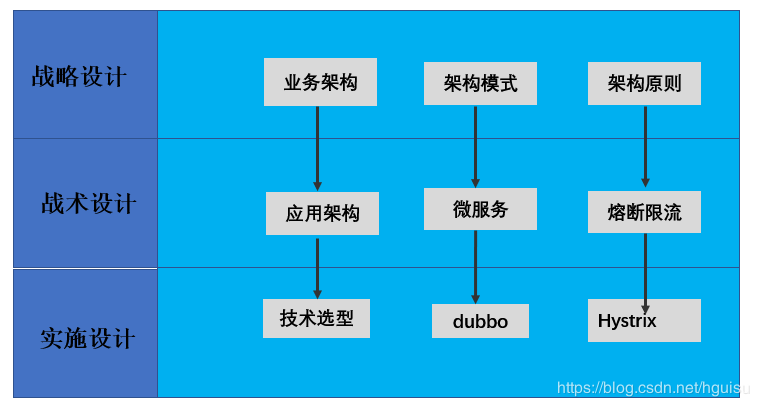 战略设计
业务架构
架构模式
架构原则
战术设计
应用架构
微服务
熔断限流
实施设计
技术选型
dubbo
Hystrix
https://blog.csdn.net/hguisu